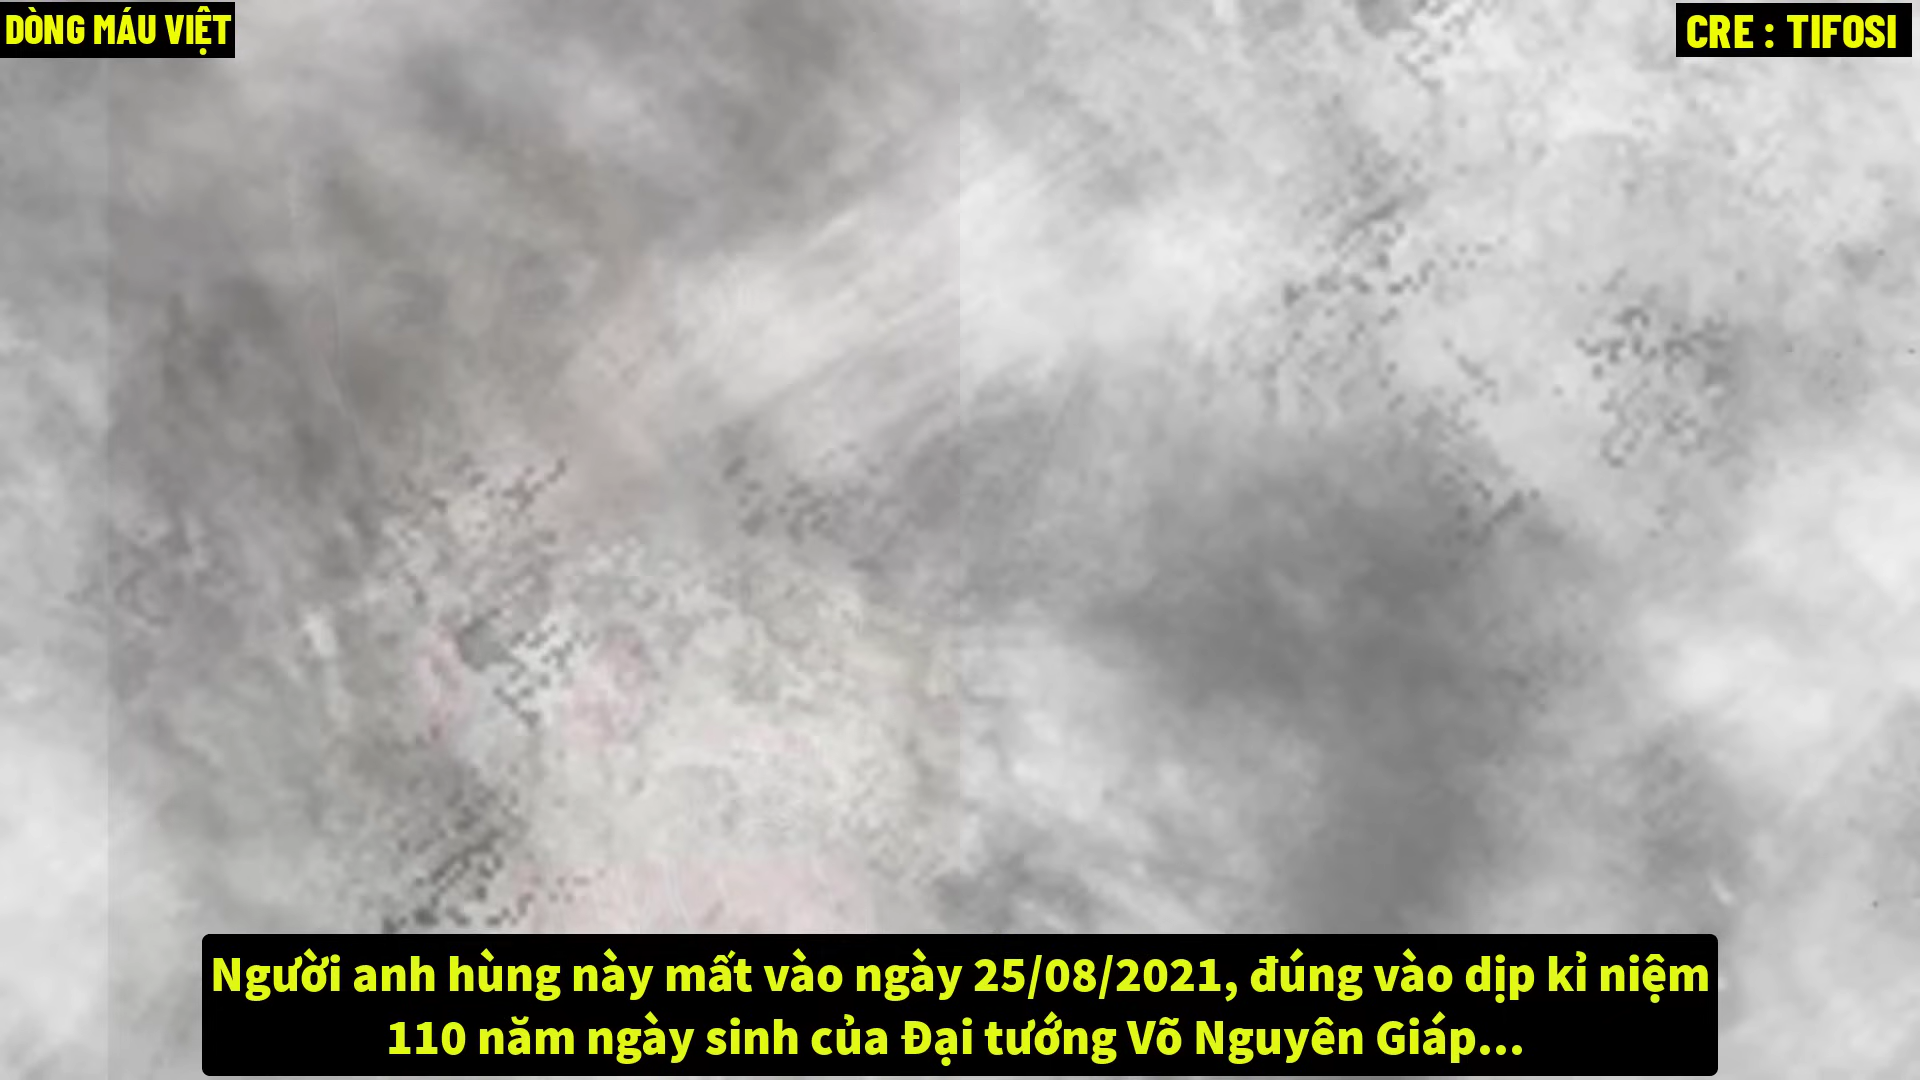 DÒNG MÁU VIỆT
CRE : TIFOSI
Người anh hùng này mất vào ngày 25/08/2021, đúng vào dịp kỉ niệm
110 năm ngày sinh của Đại tướng Võ Nguyên Giáp...